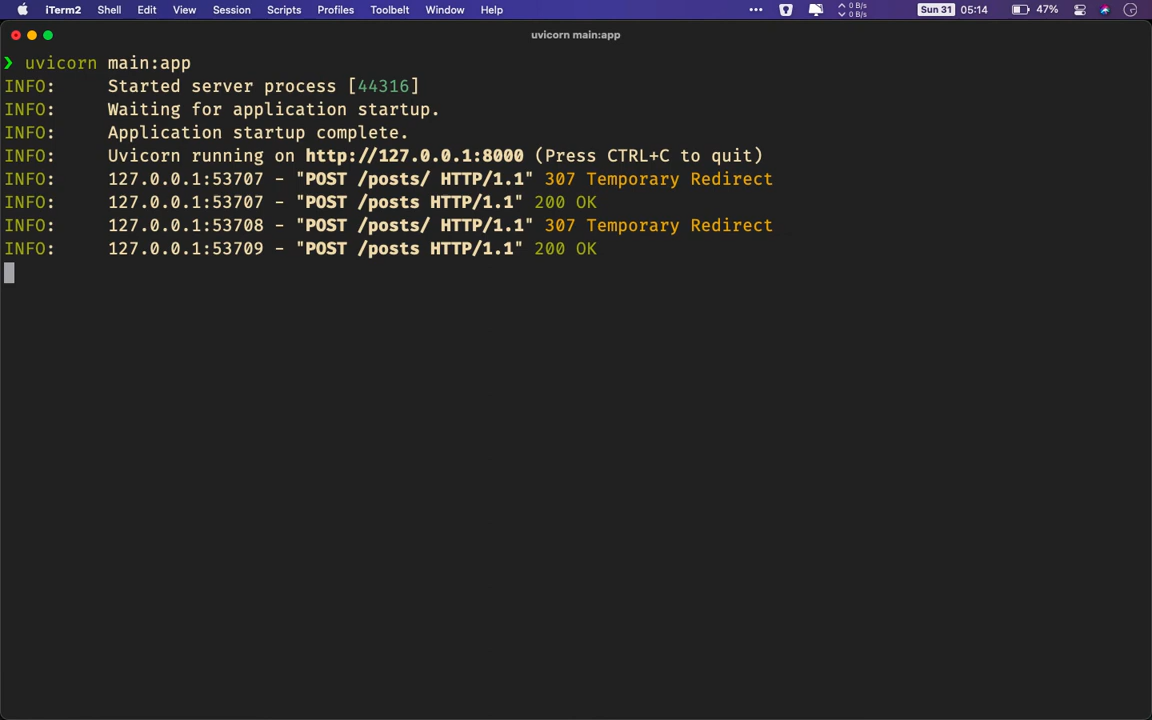 iTerm2 Shell Edit View Session Scripts Profiles Toolbelt Window Help ••• 0 B/s 0 B/s Sun 31 05:14 47%
uvicorn main:app
❯ uvicorn main:app
INFO: Started server process [44316]
INFO: Waiting for application startup.
INFO: Application startup complete.
INFO: Uvicorn running on http://127.0.0.1:8000 (Press CTRL+C to quit)
INFO: 127.0.0.1:53707 - "POST /posts/ HTTP/1.1" 307 Temporary Redirect
INFO: 127.0.0.1:53707 - "POST /posts HTTP/1.1" 200 OK
INFO: 127.0.0.1:53708 - "POST /posts/ HTTP/1.1" 307 Temporary Redirect
INFO: 127.0.0.1:53709 - "POST /posts HTTP/1.1" 200 OK